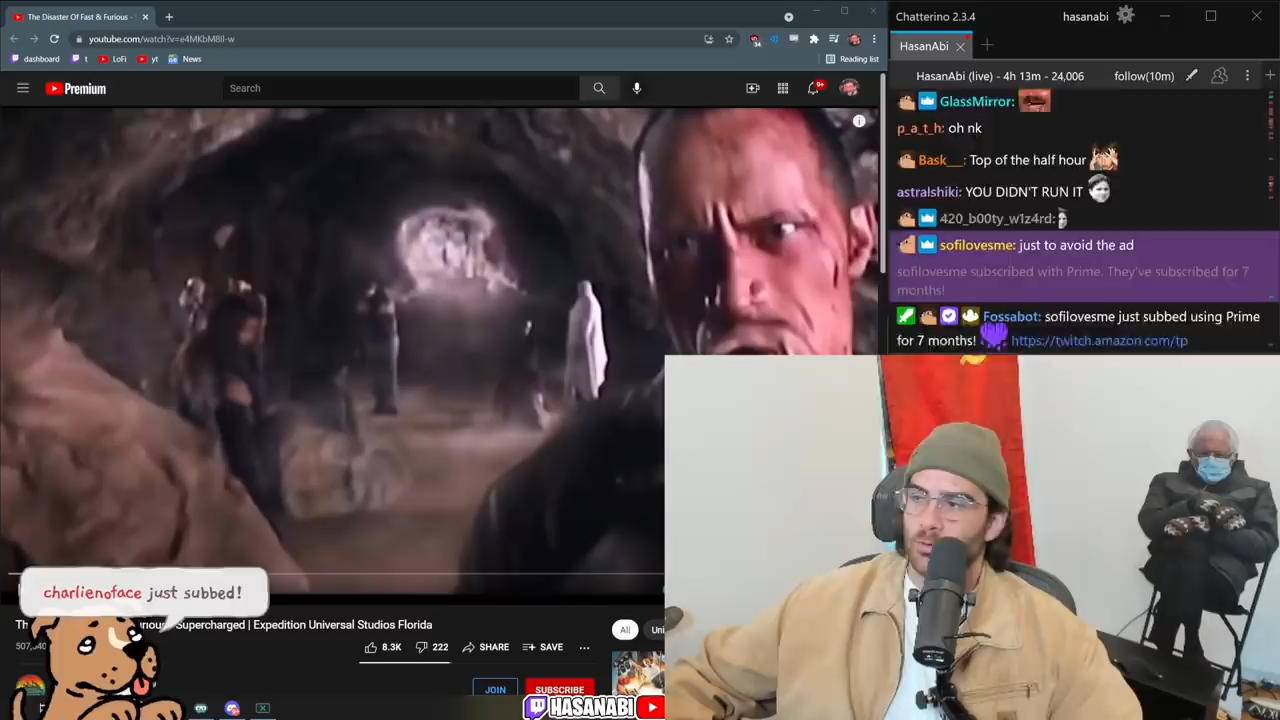 The Disaster Of Fast & Furious -
youtube.com/watch?v=e4MKbM8Il-w
dashboard
t
LoFi
yt
News
Reading list
Premium
Search
9+
charlienoface just subbed!
Supercharged | Expedition Universal Studios Florida
8.3K
222
SHARE
SAVE
All
JOIN
SUBSCRIBE
HASANABI
Chatterino 2.3.4
hasanabi
HasanAbi
HasanAbi (live) - 4h 13m - 24,006
follow(10m)
GlassMirror:
p_a_t_h: oh nk
Bask___: Top of the half hour
astralshiki: YOU DIDN'T RUN IT
420_b00ty_w1z4rd:
sofilovesme: just to avoid the ad
sofilovesme subscribed with Prime. They've subscribed for 7
months!
Fossabot: sofilovesme just subbed using Prime
for 7 months! https://twitch.amazon.com/tp